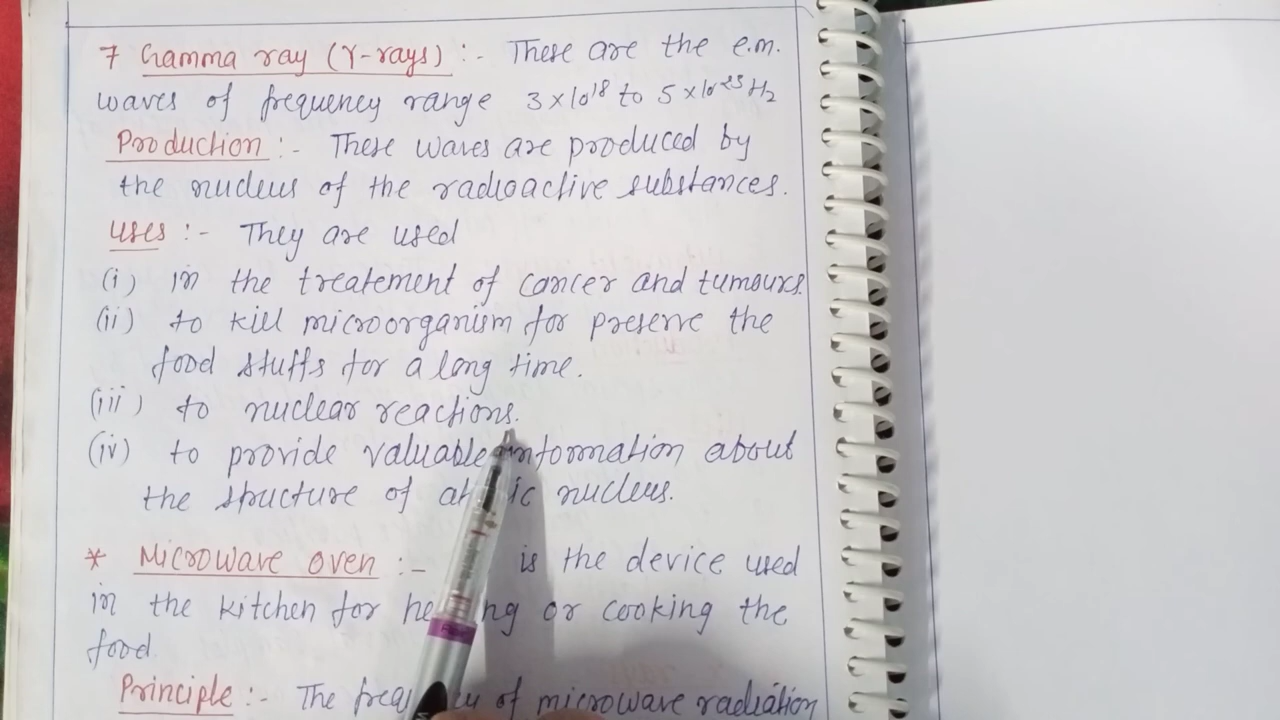 7 Gamma ray (γ-rays) :- These are the e.m.
waves of frequency range 3×10¹⁸ to 5×10²³ Hz
Production :- These waves are produced by
the nucleus of the radioactive substances.
Uses :- They are used
(i) in the treatement of cancer and tumours.
(ii) to kill microorganism for preserve the
food stuffs for a long time.
(iii) to nuclear reactions.
(iv) to provide valuable information about
the structure of atomic nucleus.
* Microwave oven :- is the device used
in the kitchen for heating or cooking the
food.
Principle :- The frequency of microwave radiation